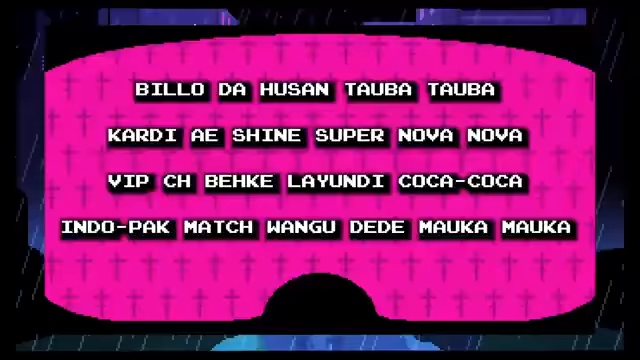 BILLO DA HUSAN TAUBA TAUBA
KARDI AE SHINE SUPER NOVA NOVA
VIP CH BEHKE LAYUNDI COCA-COCA
INDO-PAK MATCH WANGU DEDE MAUKA MAUKA